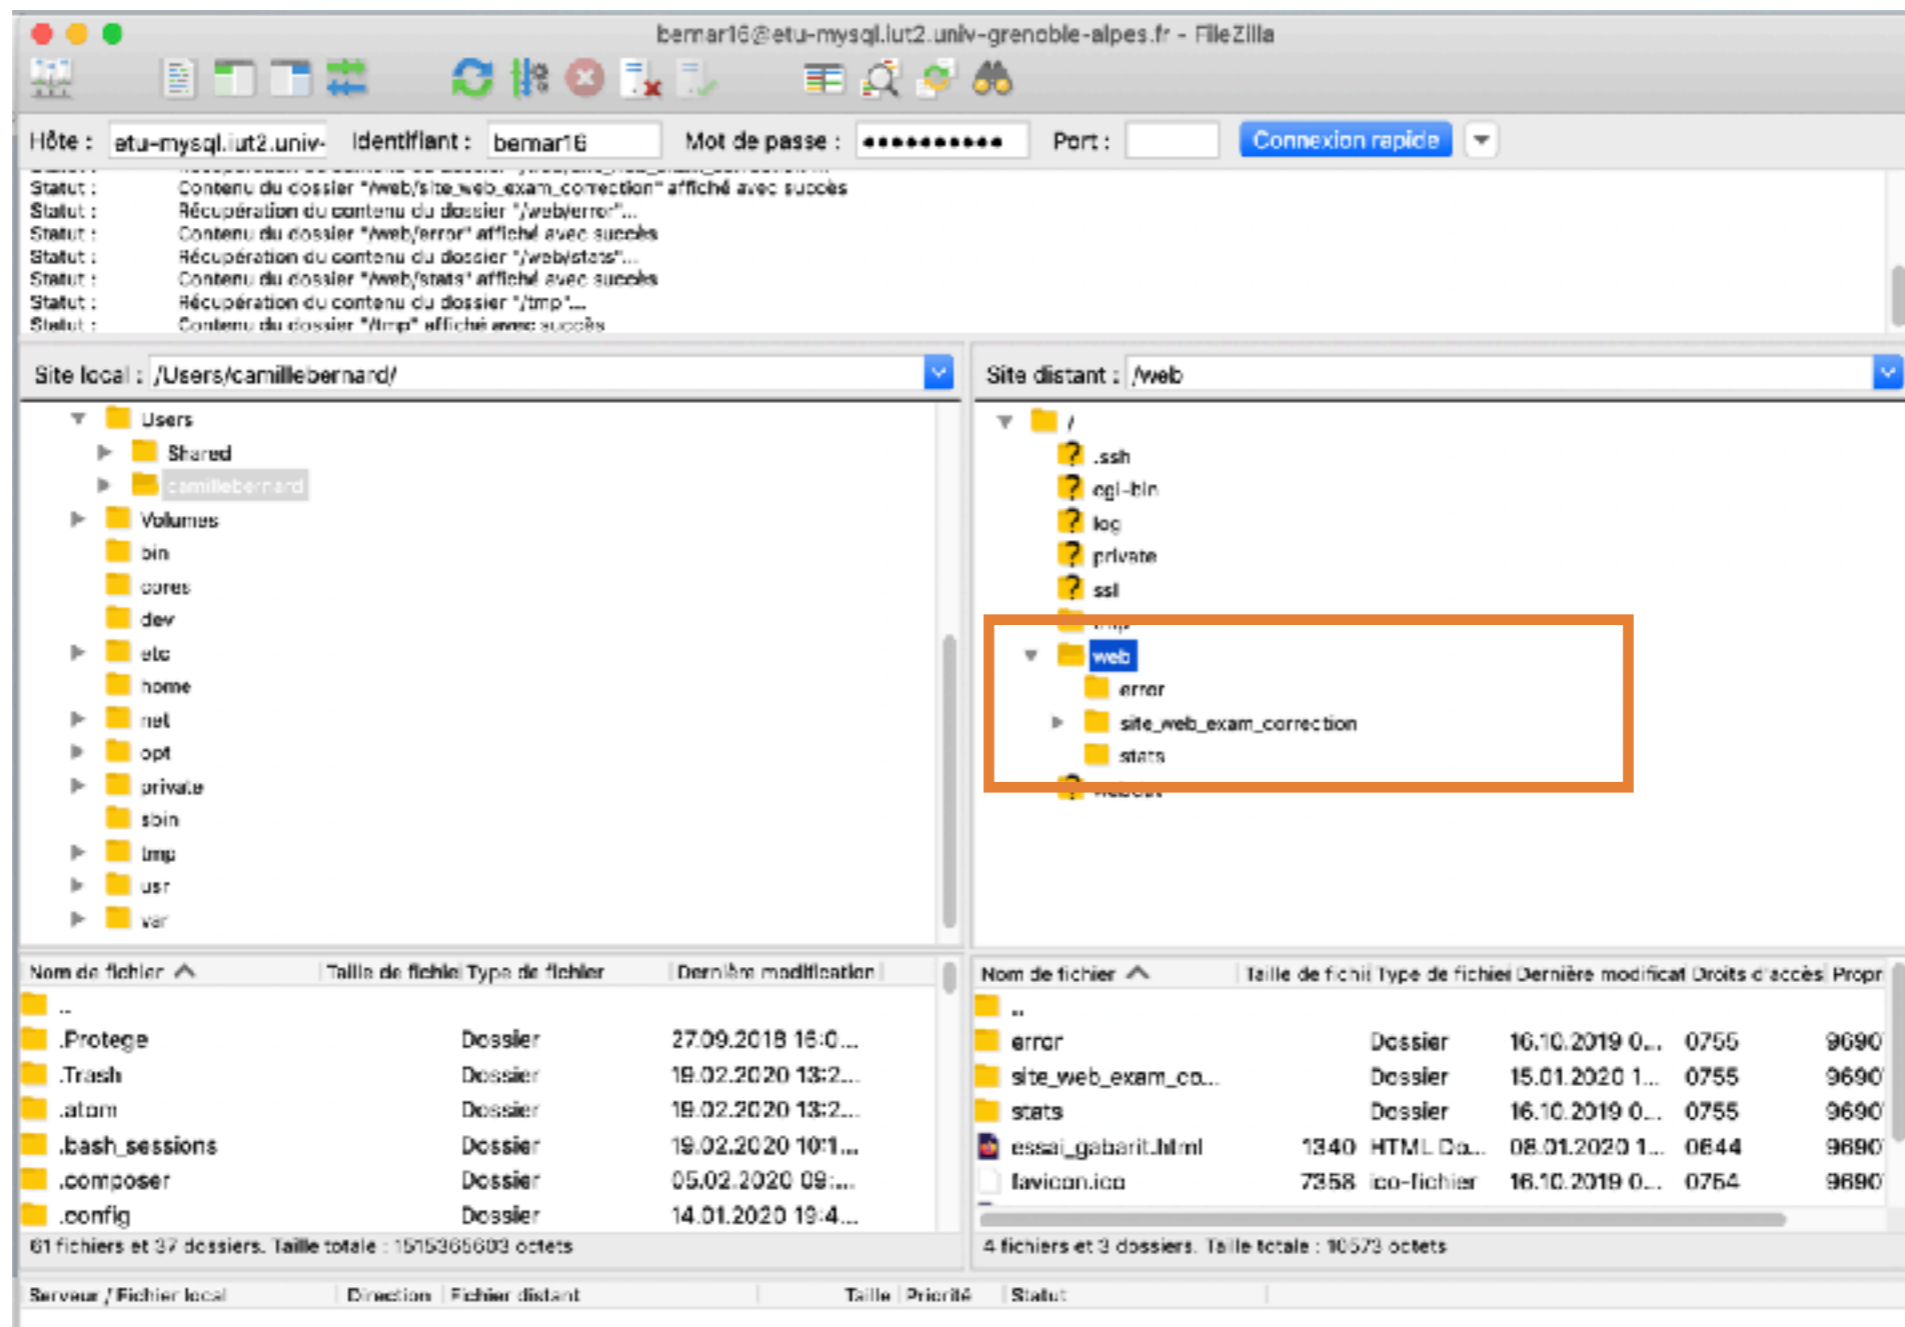 bernar16@etu-mysql.iut2.univ-grenoble-alpes.fr - FileZilla
Hôte : etu-mysql.iut2.univ- Identifiant : bernar16 Mot de passe : •••••••••• Port : Connexion rapide
Statut : Contenu du dossier "/web/site_web_exam_correction" affiché avec succès
Statut : Récupération du contenu du dossier "/web/error"...
Statut : Contenu du dossier "/web/error" affiché avec succès
Statut : Récupération du contenu du dossier "/web/stats"...
Statut : Contenu du dossier "/web/stats" affiché avec succès
Statut : Récupération du contenu du dossier "/tmp"...
Statut : Contenu du dossier "/tmp" affiché avec succès
Site local : /Users/camillebernard/
Users
Shared
camillebernard
Volumes
bin
cores
dev
etc
home
net
opt
private
sbin
tmp
usr
var
Site distant : /web
/
.ssh
cgi-bin
log
private
ssl
web
error
site_web_exam_correction
stats
Nom de fichier Taille de fichie Type de fichier Dernière modification
..
.Protege Dossier 27.09.2018 16:0...
.Trash Dossier 19.02.2020 13:2...
.atom Dossier 19.02.2020 13:2...
.bash_sessions Dossier 19.02.2020 10:1...
.composer Dossier 05.02.2020 09:...
.config Dossier 14.01.2020 19:4...
61 fichiers et 37 dossiers. Taille totale : 1515365603 octets
Nom de fichier Taille de fichi Type de fichie Dernière modificat Droits d'accès Propr
..
error Dossier 16.10.2019 0... 0755 9690
site_web_exam_co... Dossier 15.01.2020 1... 0755 9690
stats Dossier 16.10.2019 0... 0755 9690
essai_gabarit.html 1340 HTML Do... 08.01.2020 1... 0644 9690
favicon.ico 7358 ico-fichier 16.10.2019 0... 0754 9690
4 fichiers et 3 dossiers. Taille totale : 10573 octets
Serveur / Fichier local Direction Fichier distant Taille Priorité Statut